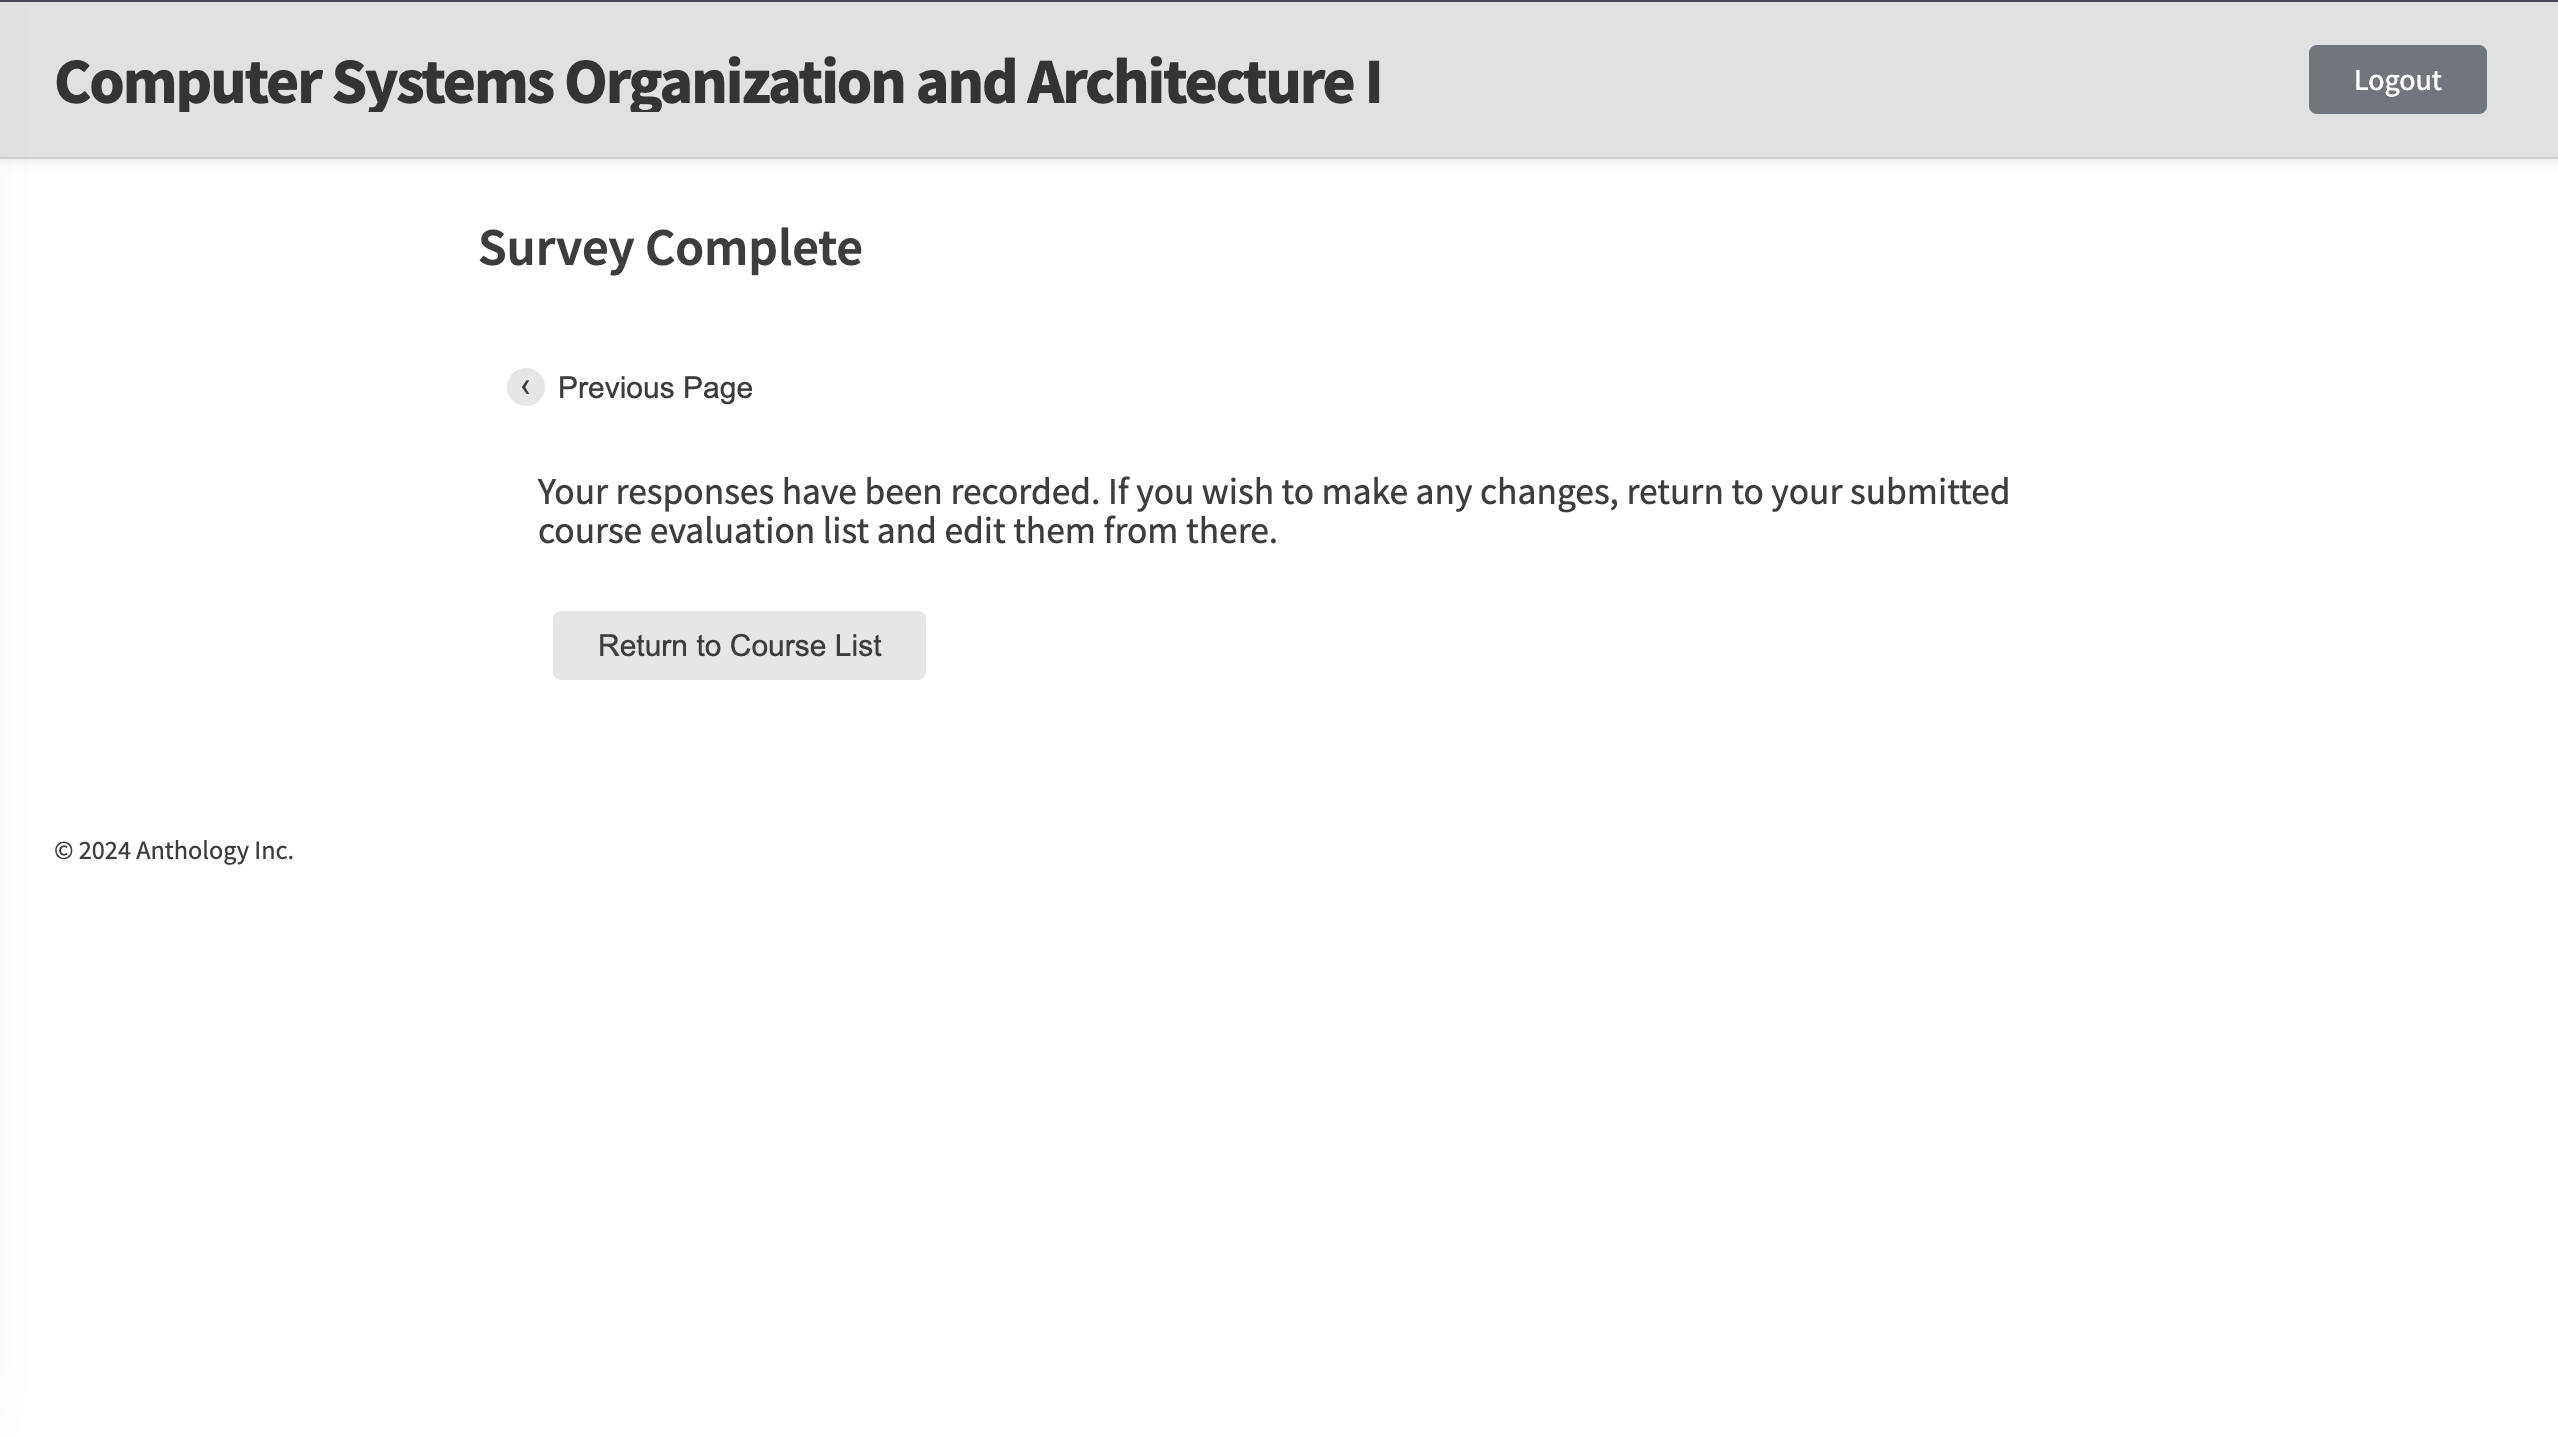 Computer Systems Organization and Architecture I
Logout
Survey Complete
‹ Previous Page
Your responses have been recorded. If you wish to make any changes, return to your submitted
course evaluation list and edit them from there.
Return to Course List
© 2024 Anthology Inc.